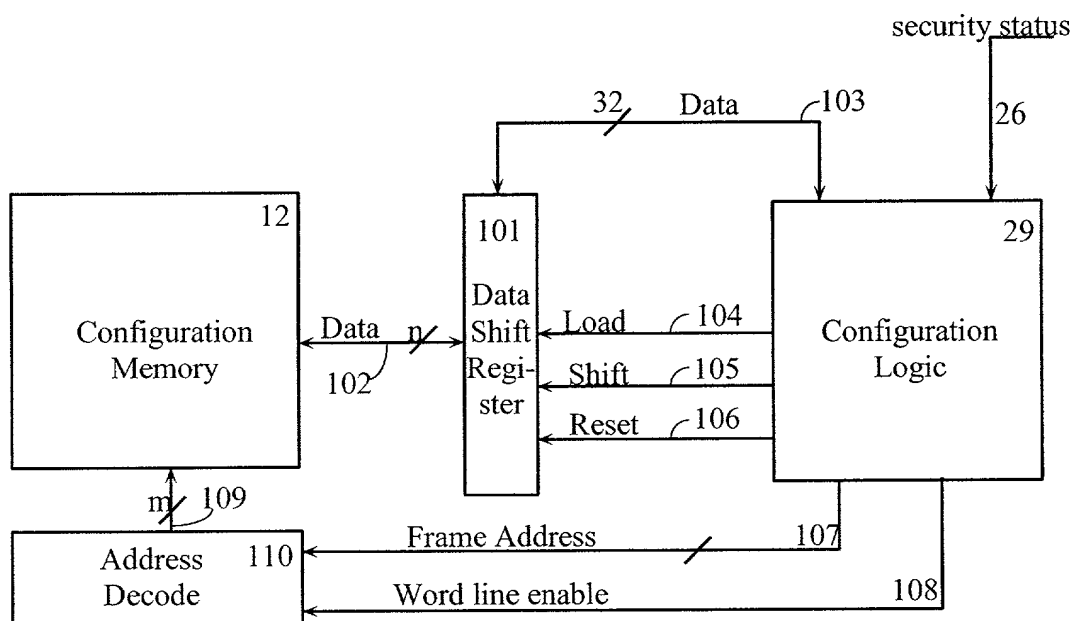 security status
32 Data 103
26
12
101
29
Data
Shift
Regi-
ster
Configuration
Memory
Data n
102
Load 104
Shift 105
Reset 106
Configuration
Logic
m 109
Address
Decode
110
Frame Address 107
Word line enable 108